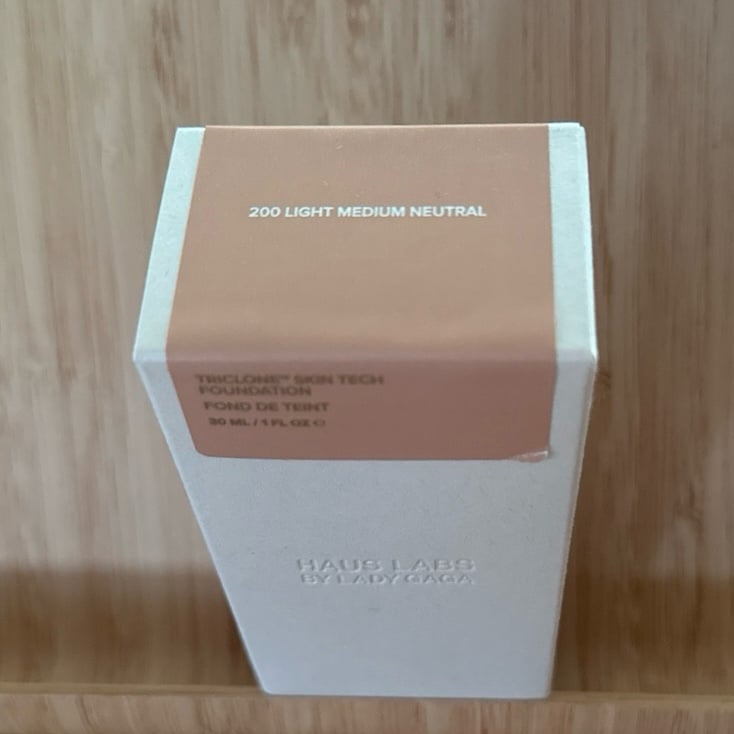 200 LIGHT MEDIUM NEUTRAL
TRICLONE™ SKIN TECH
FOUNDATION
FOND DE TEINT
30 ML / 1 FL OZ ℮
HAUS LABS
BY LADY GAGA